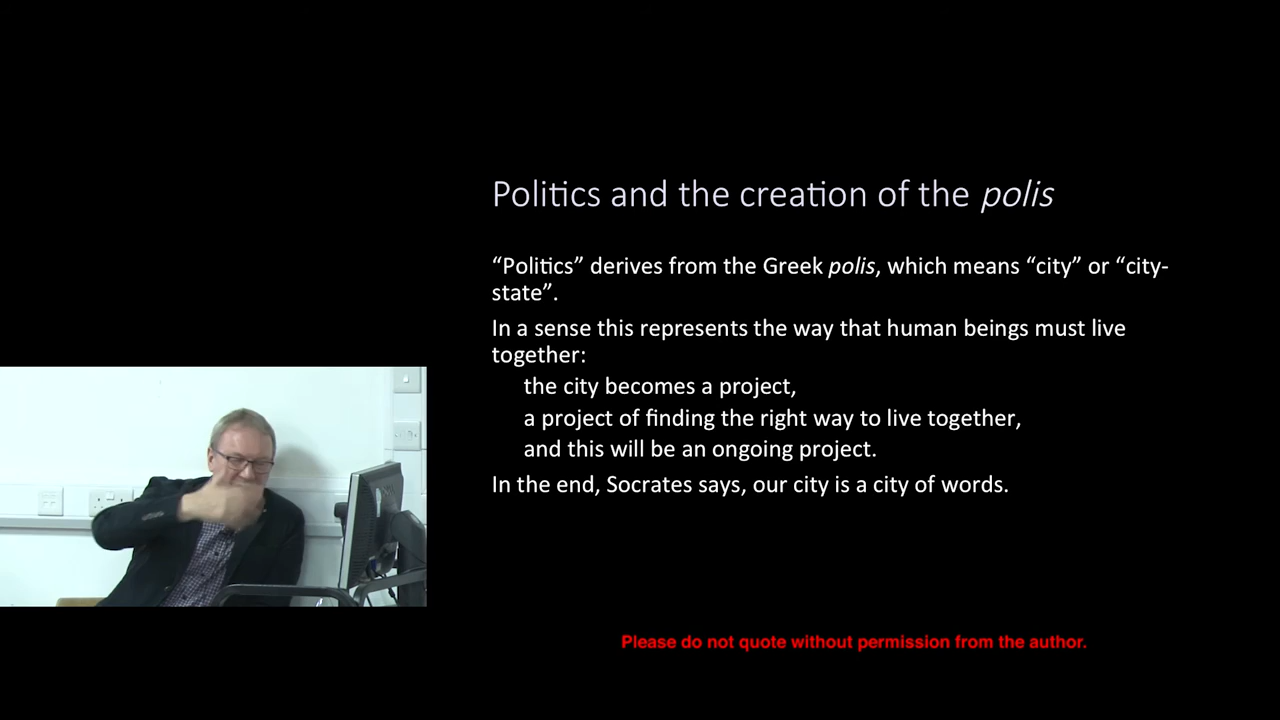 Politics and the creation of the polis
“Politics” derives from the Greek polis, which means “city” or “city-
state”.
In a sense this represents the way that human beings must live
together:
the city becomes a project,
a project of finding the right way to live together,
and this will be an ongoing project.
In the end, Socrates says, our city is a city of words.
Please do not quote without permission from the author.